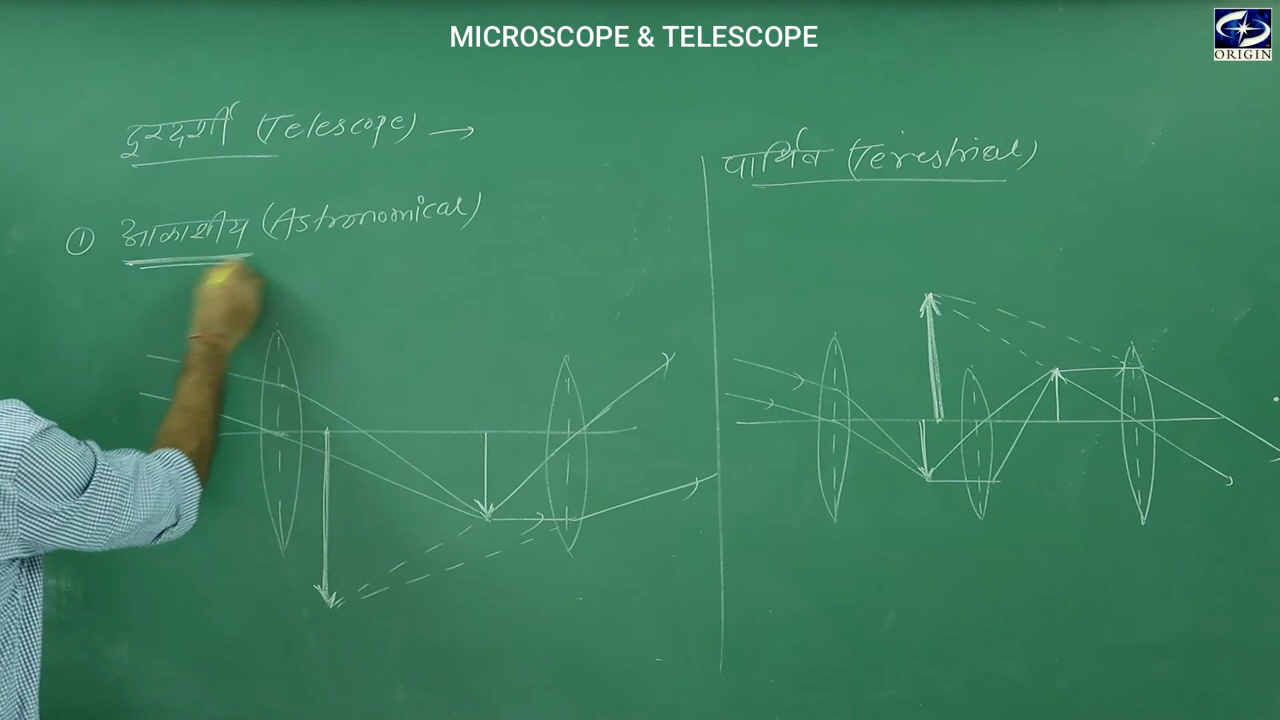 MICROSCOPE & TELESCOPE
ORIGIN
दूरदर्शी (Telescope) →
① आकाशीय (Astronomical)
पार्थिव (Terestrial)